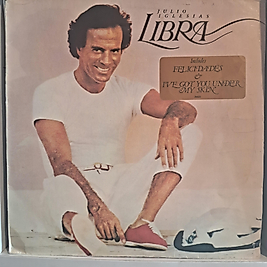 JULIO
IGLESIAS
LIBRA
Includes
FELICIDADES
&
I'VE GOT YOU UNDER
MY SKIN